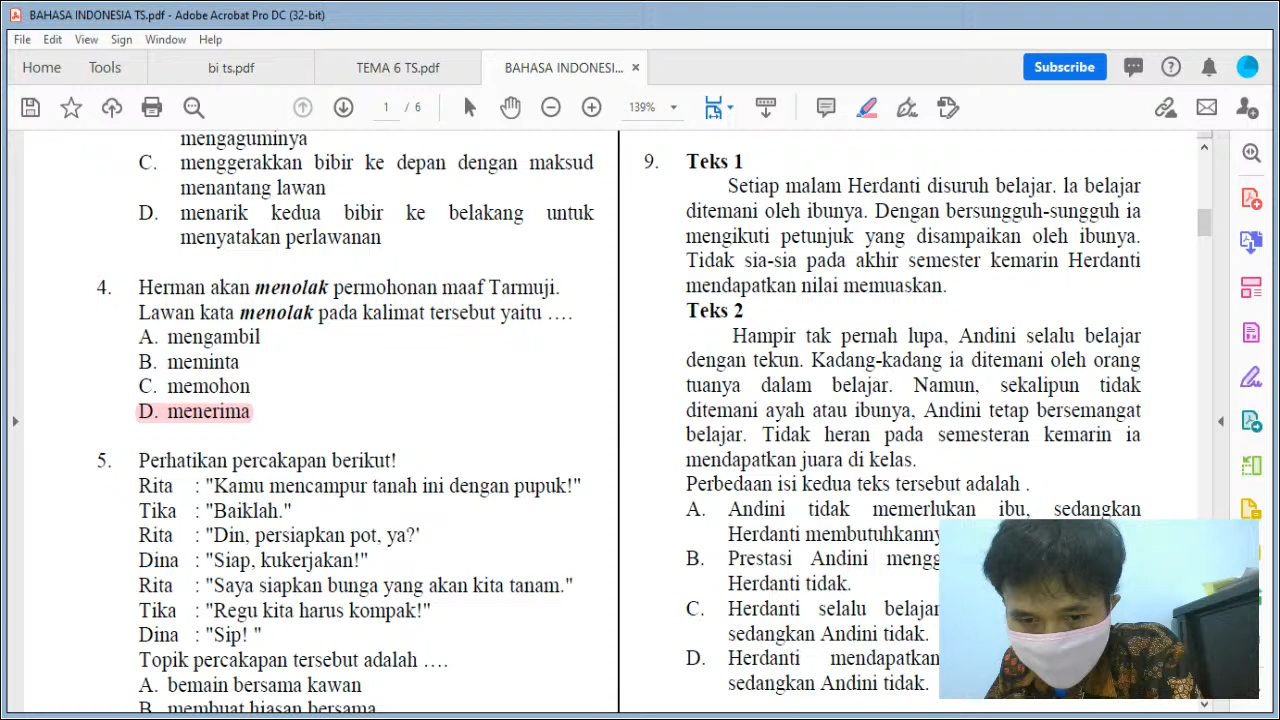 BAHASA INDONESIA TS.pdf - Adobe Acrobat Pro DC (32-bit)
File Edit View Sign Window Help
Home Tools bi ts.pdf TEMA 6 TS.pdf BAHASA INDONESI... × Subscribe
1 / 6 139%
mengaguminya
C. menggerakkan bibir ke depan dengan maksud
menantang lawan
D. menarik kedua bibir ke belakang untuk
menyatakan perlawanan
4. Herman akan menolak permohonan maaf Tarmuji.
Lawan kata menolak pada kalimat tersebut yaitu ….
A. mengambil
B. meminta
C. memohon
D. menerima
5. Perhatikan percakapan berikut!
Rita : "Kamu mencampur tanah ini dengan pupuk!"
Tika : "Baiklah."
Rita : "Din, persiapkan pot, ya?'
Dina : "Siap, kukerjakan!"
Rita : "Saya siapkan bunga yang akan kita tanam."
Tika : "Regu kita harus kompak!"
Dina : "Sip! "
Topik percakapan tersebut adalah ….
A. bemain bersama kawan
B. membuat hiasan bersama
9. Teks 1
Setiap malam Herdanti disuruh belajar. la belajar
ditemani oleh ibunya. Dengan bersungguh-sungguh ia
mengikuti petunjuk yang disampaikan oleh ibunya.
Tidak sia-sia pada akhir semester kemarin Herdanti
mendapatkan nilai memuaskan.
Teks 2
Hampir tak pernah lupa, Andini selalu belajar
dengan tekun. Kadang-kadang ia ditemani oleh orang
tuanya dalam belajar. Namun, sekalipun tidak
ditemani ayah atau ibunya, Andini tetap bersemangat
belajar. Tidak heran pada semesteran kemarin ia
mendapatkan juara di kelas.
Perbedaan isi kedua teks tersebut adalah .
A. Andini tidak memerlukan ibu, sedangkan
Herdanti
B. Prestasi Andini
Herdanti tidak.
C. Herdanti selalu belajar
sedangkan Andini tidak.
D. Herdanti mendapatkan
sedangkan Andini tidak.